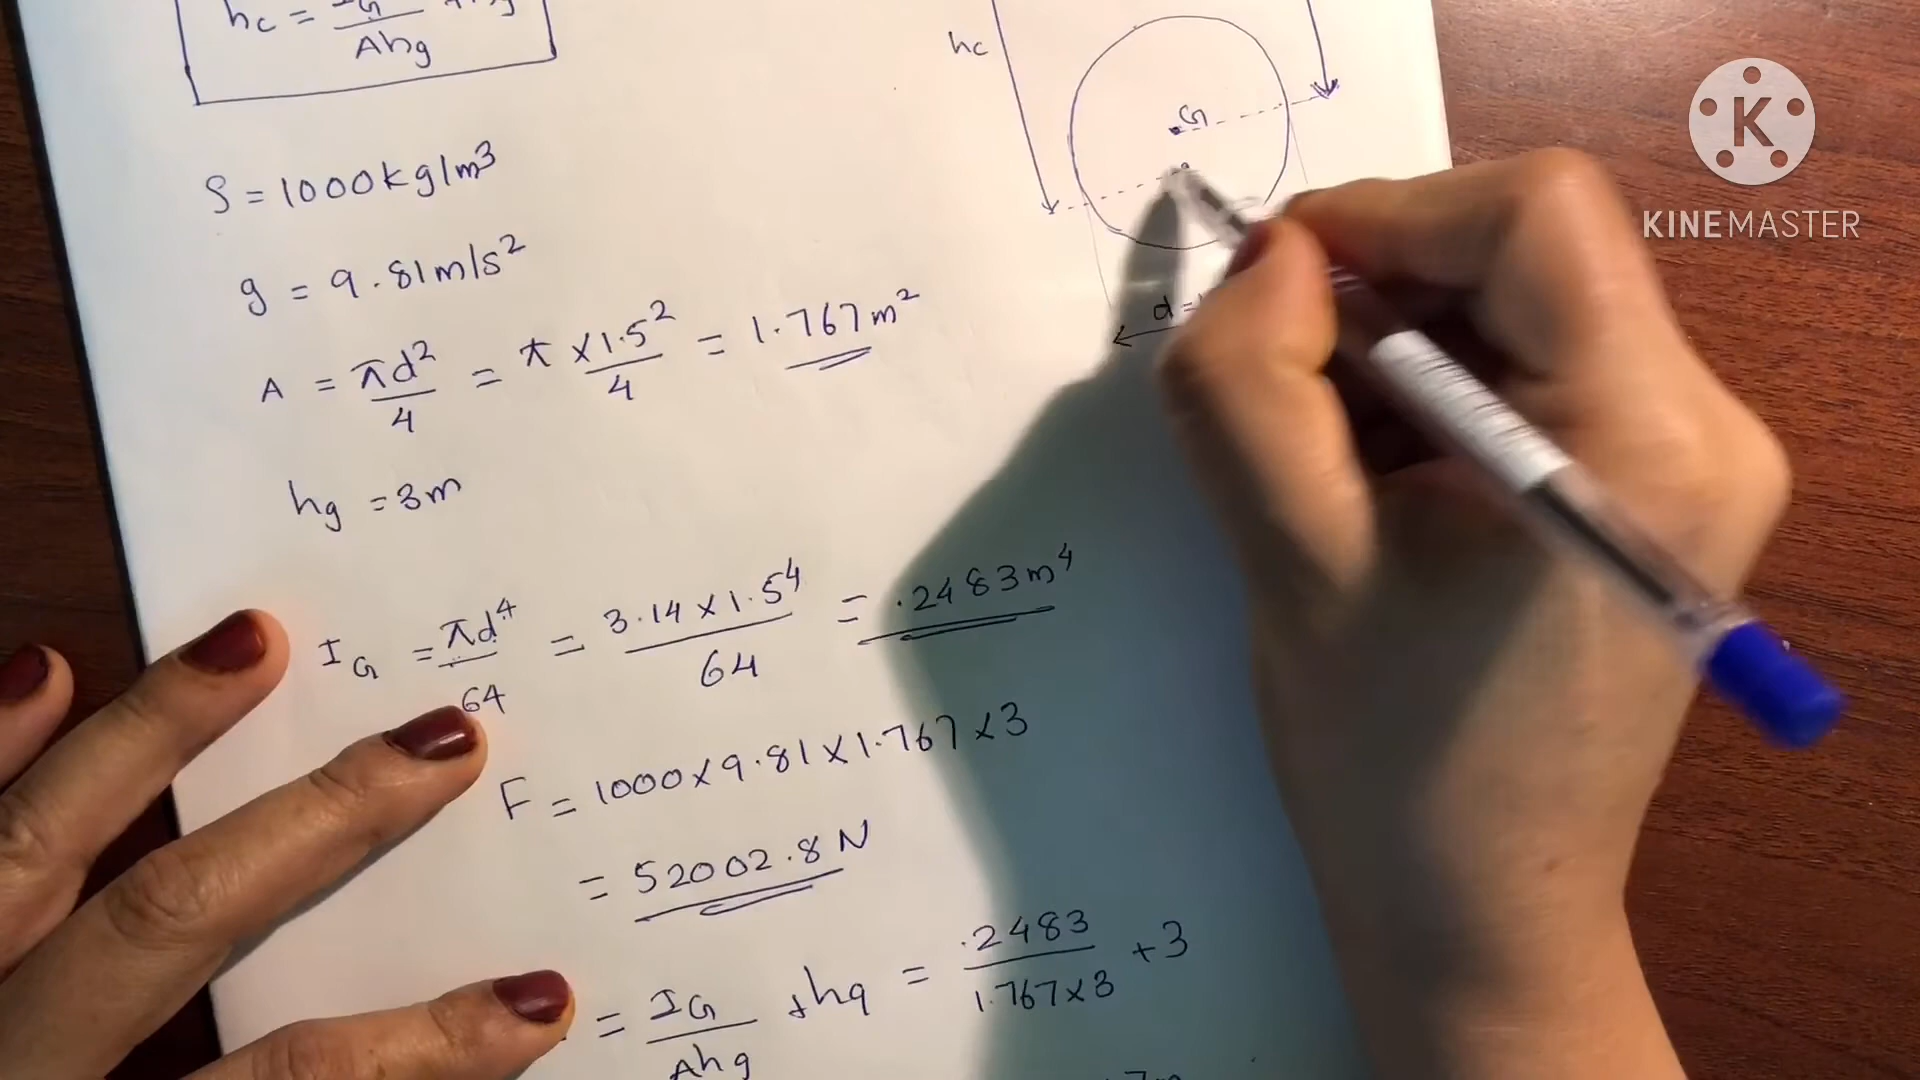 hc = IG / Ahg + hg
hc
G
ρ = 1000kg/m³
g = 9.81m/s²
A = πd²/4 = π × 1.5²/4 = 1.767m²
d =
hg = 3m
IG = πd⁴/64 = 3.14 × 1.5⁴/64 = .2483m⁴
F = 1000 × 9.81 × 1.767 × 3
= 52002.8 N
= IG/Ahg + hg = .2483/1.767×3 + 3
K
KINEMASTER